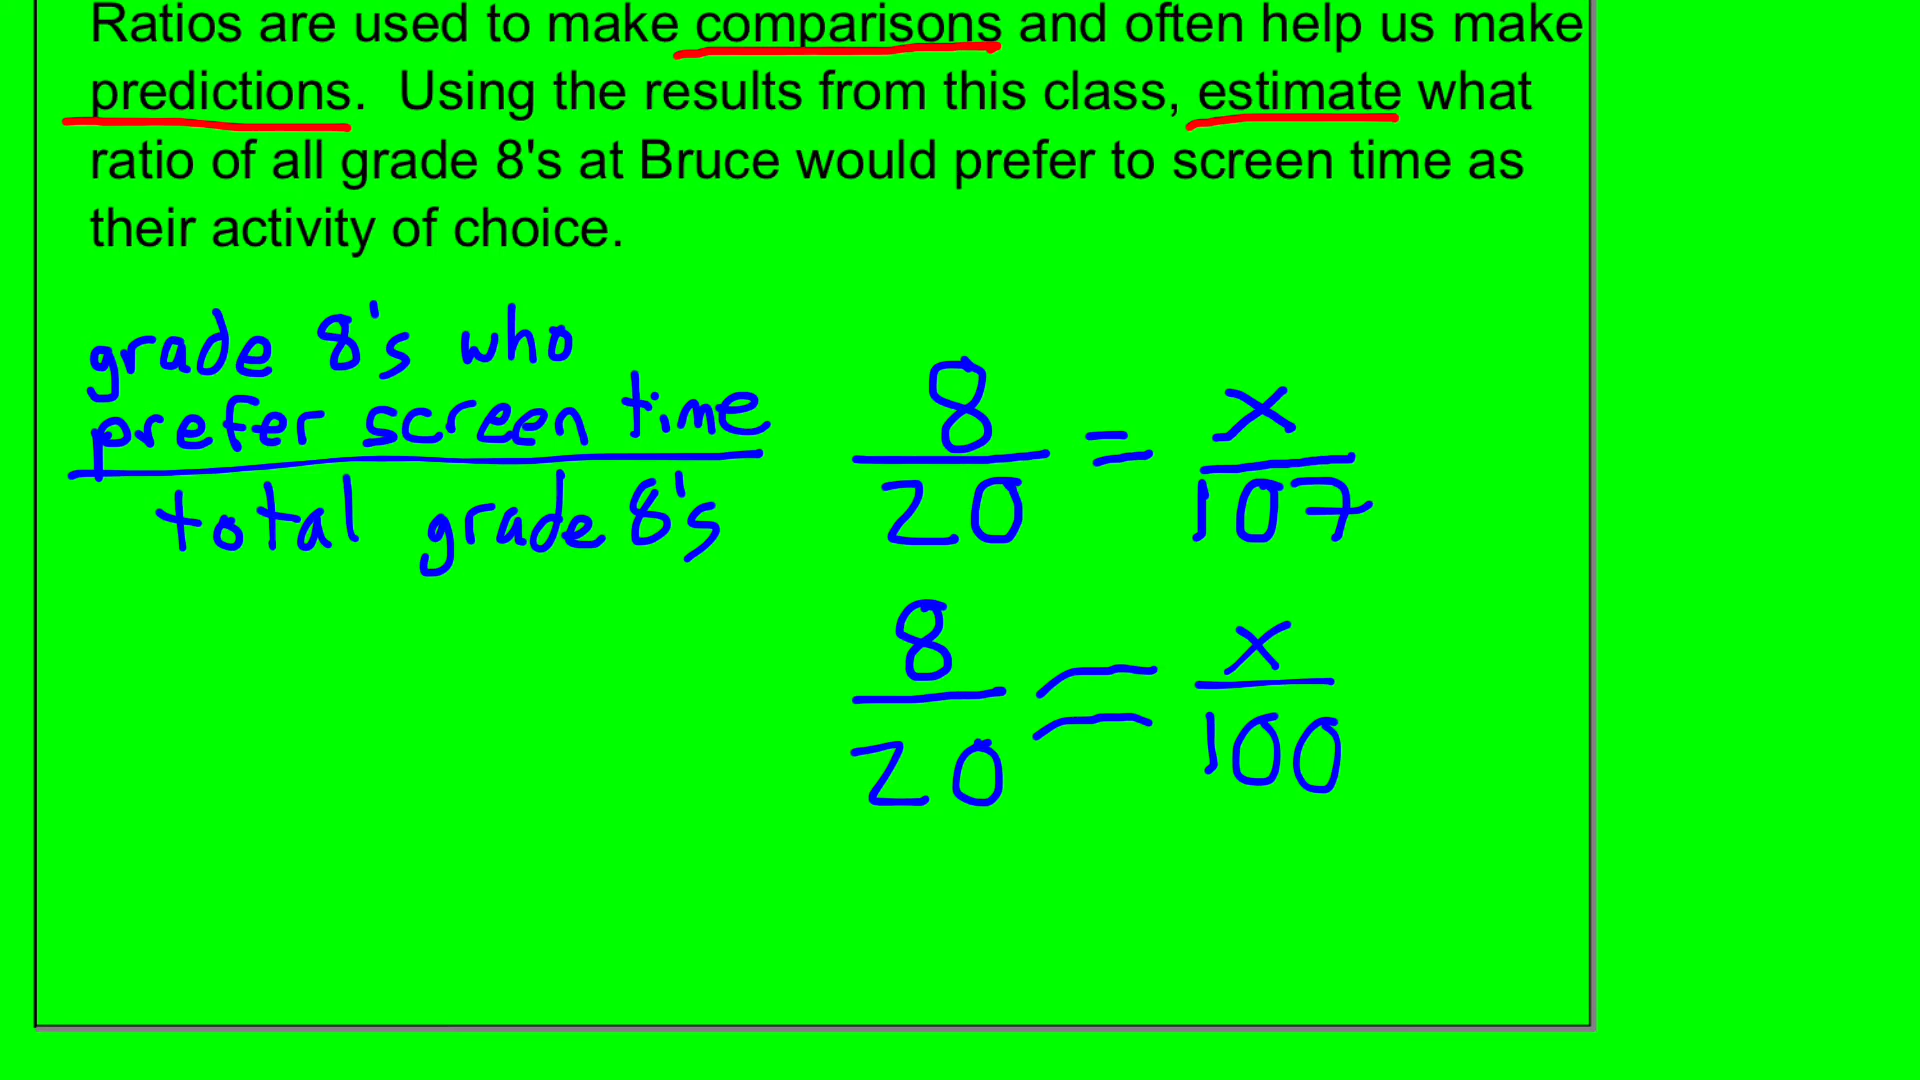 Ratios are used to make comparisons and often help us make
predictions. Using the results from this class, estimate what
ratio of all grade 8's at Bruce would prefer to screen time as
their activity of choice.
grade 8's who
prefer screen time
total grade 8's
8/20 = x/107
8/20 ≈ x/100